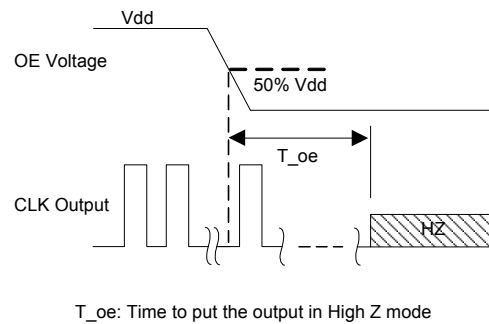 Vdd
OE Voltage
50% Vdd
T_oe
CLK Output
HZ
T_oe: Time to put the output in High Z mode